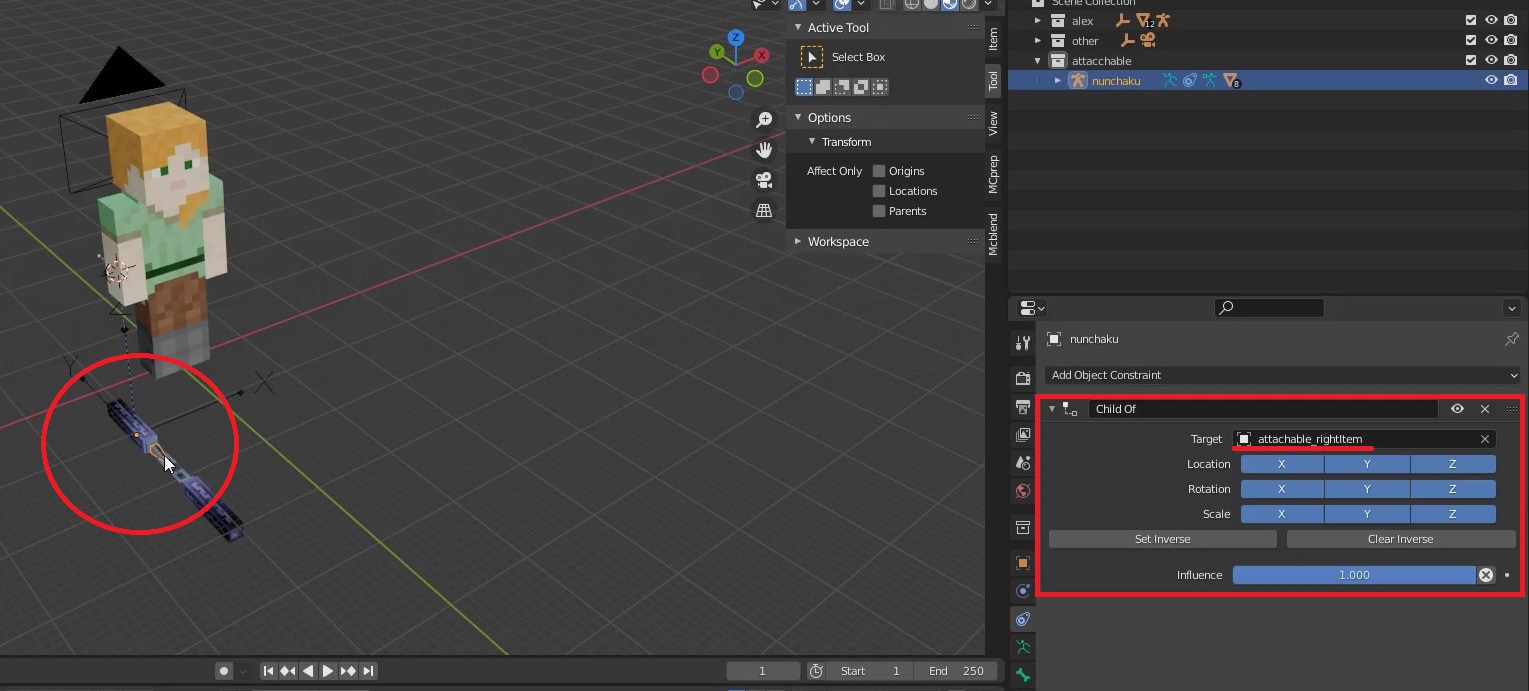 Scene Collection
alex 12
other
attacchable
nunchaku 8
Active Tool
Select Box
Options
Transform
Affect Only Origins
Locations
Parents
Workspace
Item
Tool
View
MCprep
Mcblend
Z
Y
X
Y
X
nunchaku
Add Object Constraint
Child Of
Target attachable_rightItem
Location X Y Z
Rotation X Y Z
Scale X Y Z
Set Inverse Clear Inverse
Influence 1.000
1 Start 1 End 250